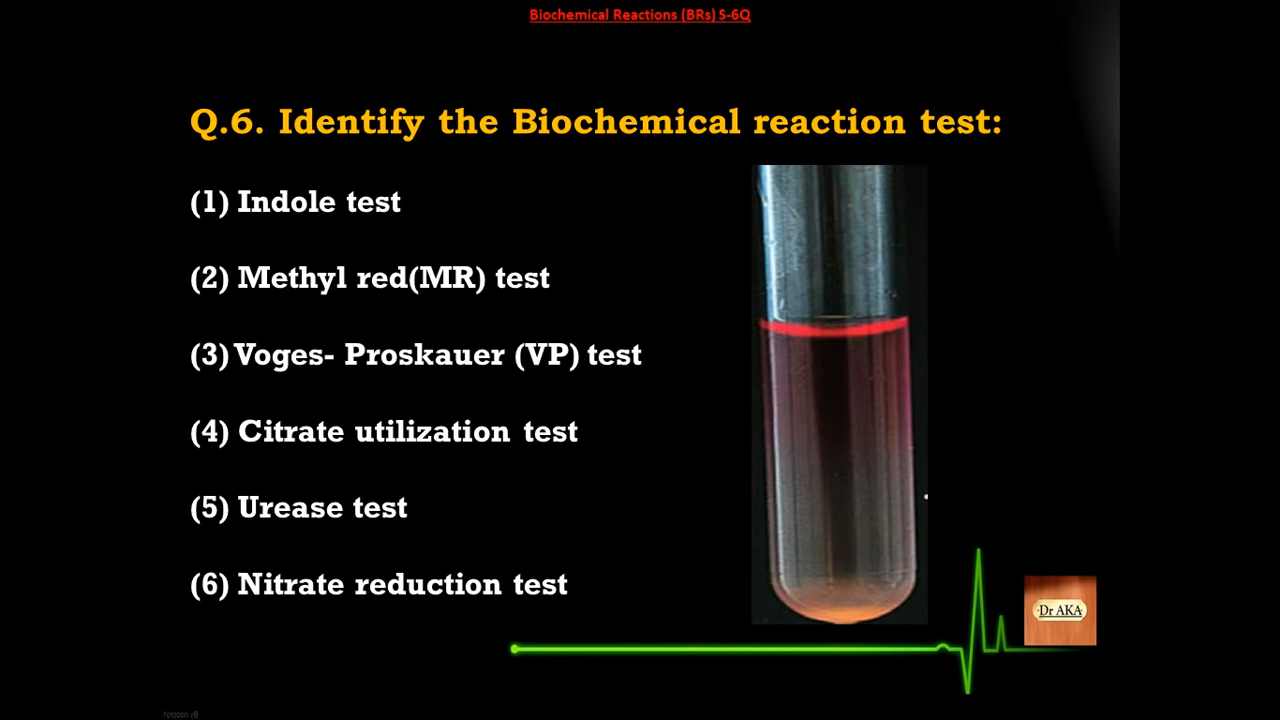 Biochemical Reactions (BRs) S-6Q
Q.6. Identify the Biochemical reaction test:
(1) Indole test
(2) Methyl red(MR) test
(3) Voges- Proskauer (VP) test
(4) Citrate utilization test
(5) Urease test
(6) Nitrate reduction test
Dr AKA